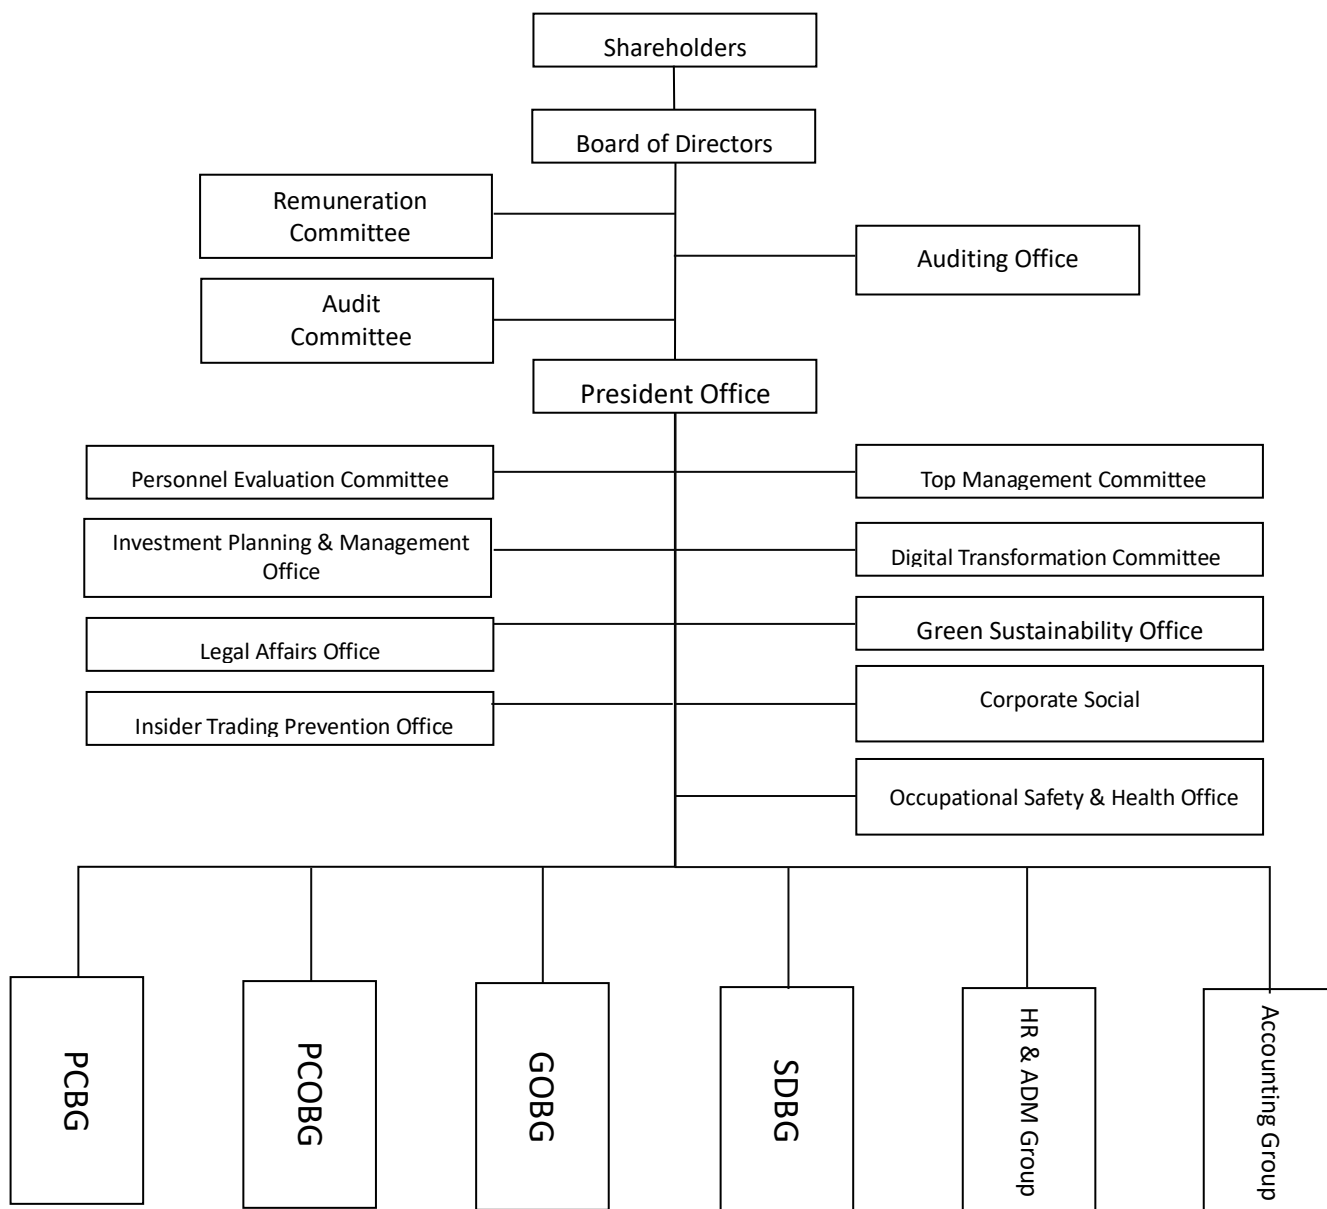 Shareholders
Board of Directors
Remuneration
Committee
Auditing Office
Audit
Committee
President Office
Personnel Evaluation Committee
Top Management Committee
Investment Planning & Management
Office
Digital Transformation Committee
Green Sustainability Office
Legal Affairs Office
Corporate Social
Insider Trading Prevention Office
Occupational Safety & Health Office
PCBG
PCOBG
GOBG
SDBG
HR & ADM Group
Accounting Group